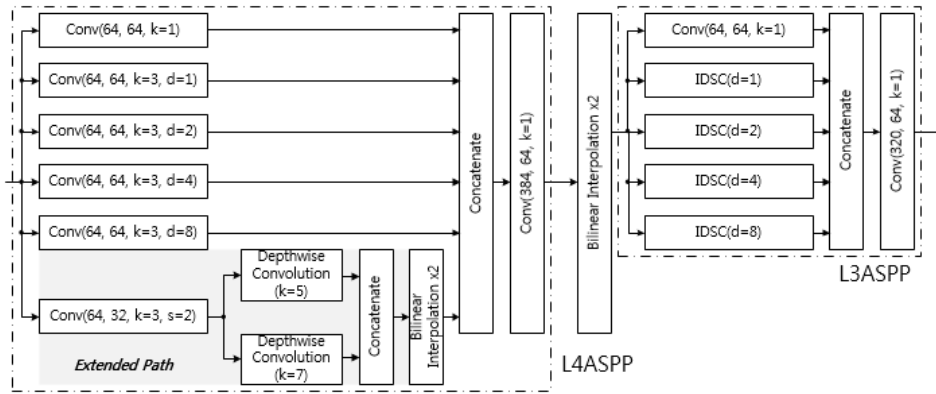 Conv(64, 64, k=1)
Conv(64, 64, k=3, d=1)
Conv(64, 64, k=3, d=2)
Conv(64, 64, k=3, d=4)
Conv(64, 64, k=3, d=8)
Conv(64, 32, k=3, s=2)
Extended Path
Depthwise
Convolution
(k=5)
Depthwise
Convolution
(k=7)
Concatenate
Bilinear
Interpolation x2
Concatenate
Conv(384, 64, k=1)
L4ASPP
Bilinear Interpolation x2
Conv(64, 64, k=1)
IDSC(d=1)
IDSC(d=2)
IDSC(d=4)
IDSC(d=8)
Concatenate
Conv(320, 64, k=1)
L3ASPP